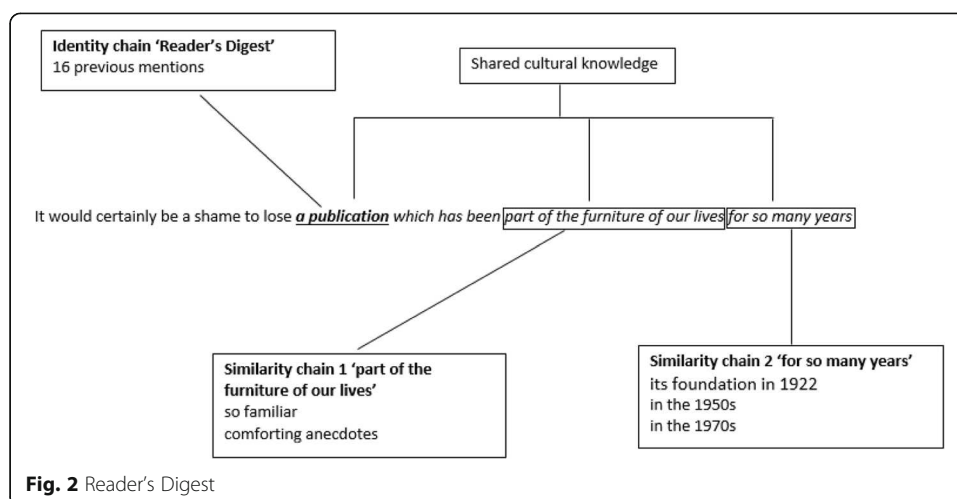 Identity chain ‘Reader’s Digest’
16 previous mentions
Shared cultural knowledge
It would certainly be a shame to lose a publication which has been part of the furniture of our lives for so many years
Similarity chain 1 ‘part of the
furniture of our lives’
so familiar
comforting anecdotes
Similarity chain 2 ‘for so many years’
its foundation in 1922
in the 1950s
in the 1970s
Fig. 2 Reader’s Digest